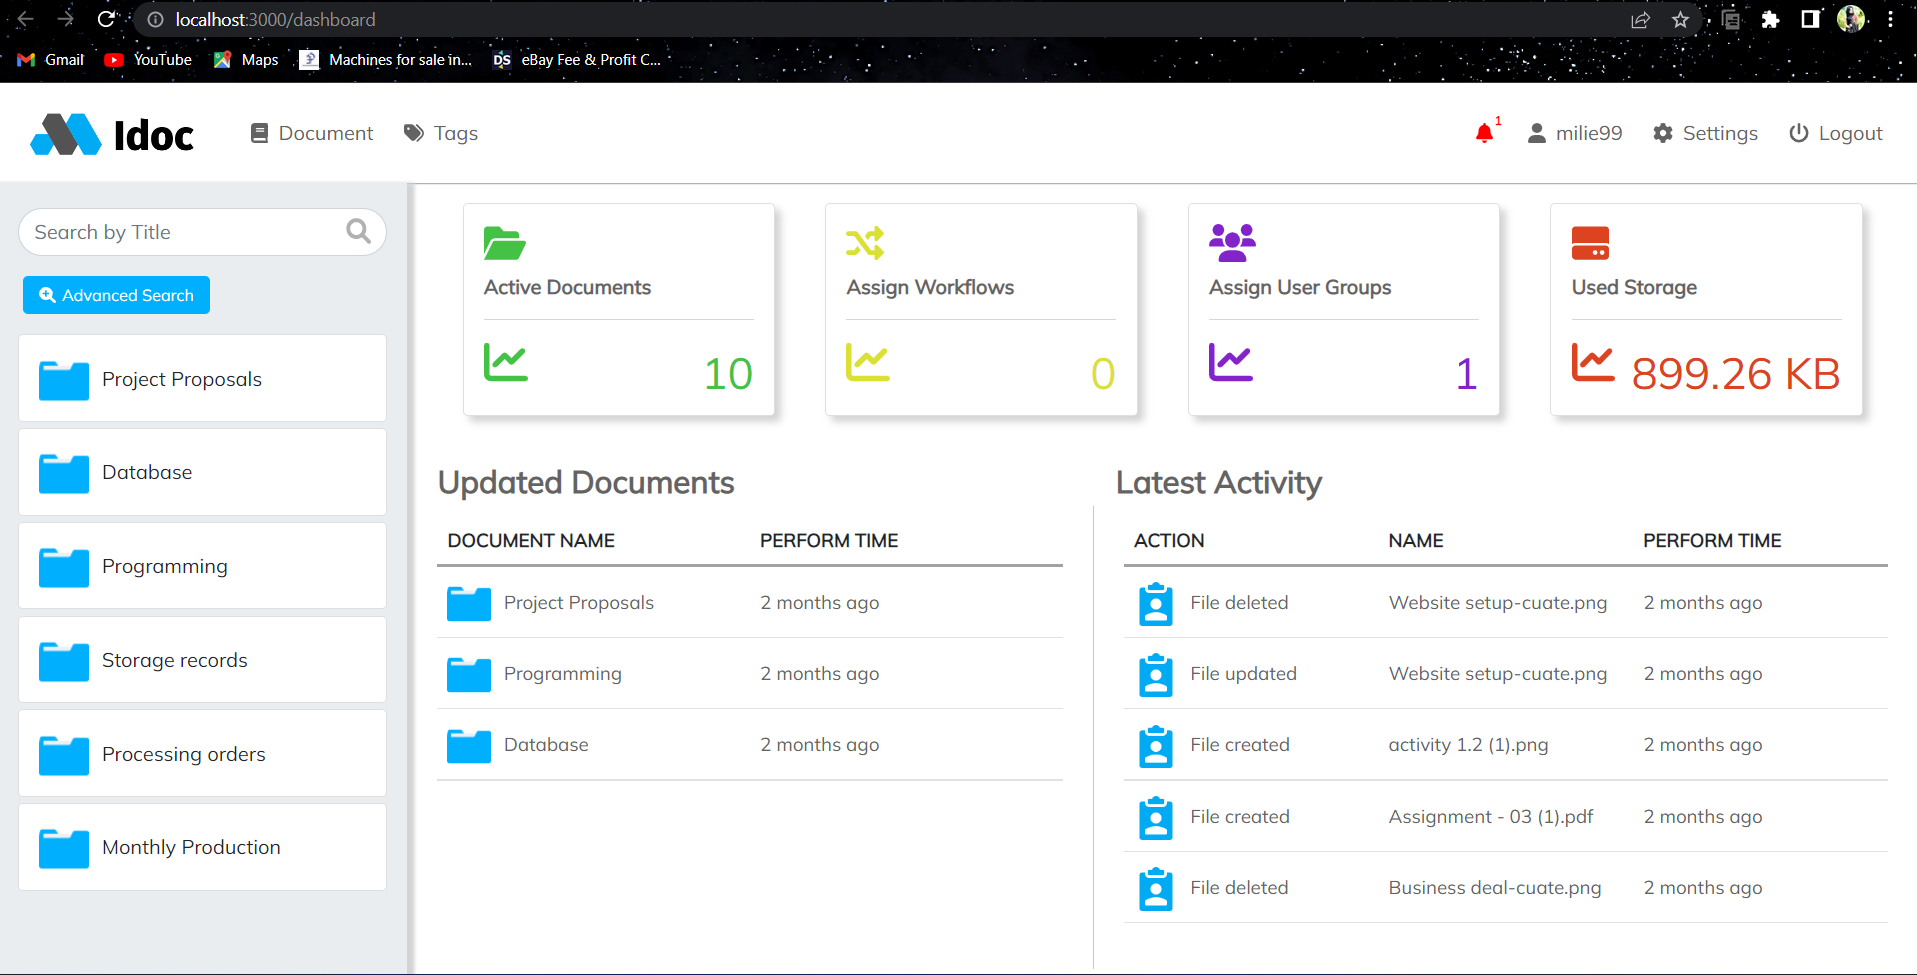 localhost:3000/dashboard
Gmail YouTube Maps Machines for sale in... DS eBay Fee & Profit C...
Idoc Document Tags 1 milie99 Settings Logout
Search by Title
Advanced Search
Project Proposals
Database
Programming
Storage records
Processing orders
Monthly Production
Active Documents
10
Assign Workflows
0
Assign User Groups
1
Used Storage
899.26 KB
Updated Documents
DOCUMENT NAME PERFORM TIME
Project Proposals 2 months ago
Programming 2 months ago
Database 2 months ago
Latest Activity
ACTION NAME PERFORM TIME
File deleted Website setup-cuate.png 2 months ago
File updated Website setup-cuate.png 2 months ago
File created activity 1.2 (1).png 2 months ago
File created Assignment - 03 (1).pdf 2 months ago
File deleted Business deal-cuate.png 2 months ago